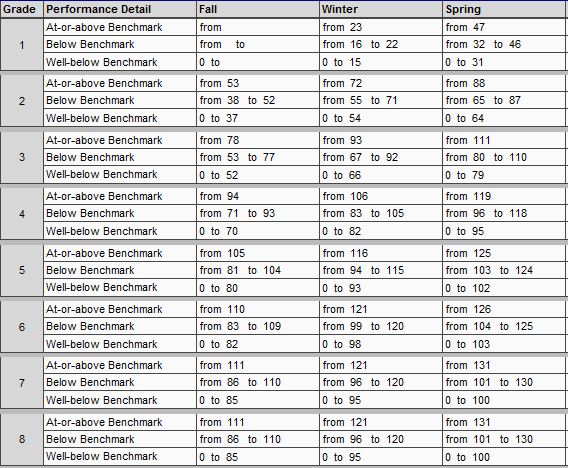 Grade Performance Detail Fall Winter Spring
At-or-above Benchmark from from 23 from 47
1 Below Benchmark from to from 16 to 22 from 32 to 46
Well-below Benchmark 0 to 0 to 15 0 to 31
At-or-above Benchmark from 53 from 72 from 88
2 Below Benchmark from 38 to 52 from 55 to 71 from 65 to 87
Well-below Benchmark 0 to 37 0 to 54 0 to 64
At-or-above Benchmark from 78 from 93 from 111
3 Below Benchmark from 53 to 77 from 67 to 92 from 80 to 110
Well-below Benchmark 0 to 52 0 to 66 0 to 79
At-or-above Benchmark from 94 from 106 from 119
4 Below Benchmark from 71 to 93 from 83 to 105 from 96 to 118
Well-below Benchmark 0 to 70 0 to 82 0 to 95
At-or-above Benchmark from 105 from 116 from 125
5 Below Benchmark from 81 to 104 from 94 to 115 from 103 to 124
Well-below Benchmark 0 to 80 0 to 93 0 to 102
At-or-above Benchmark from 110 from 121 from 126
6 Below Benchmark from 83 to 109 from 99 to 120 from 104 to 125
Well-below Benchmark 0 to 82 0 to 98 0 to 103
At-or-above Benchmark from 111 from 121 from 131
7 Below Benchmark from 86 to 110 from 96 to 120 from 101 to 130
Well-below Benchmark 0 to 85 0 to 95 0 to 100
At-or-above Benchmark from 111 from 121 from 131
8 Below Benchmark from 86 to 110 from 96 to 120 from 101 to 130
Well-below Benchmark 0 to 85 0 to 95 0 to 100